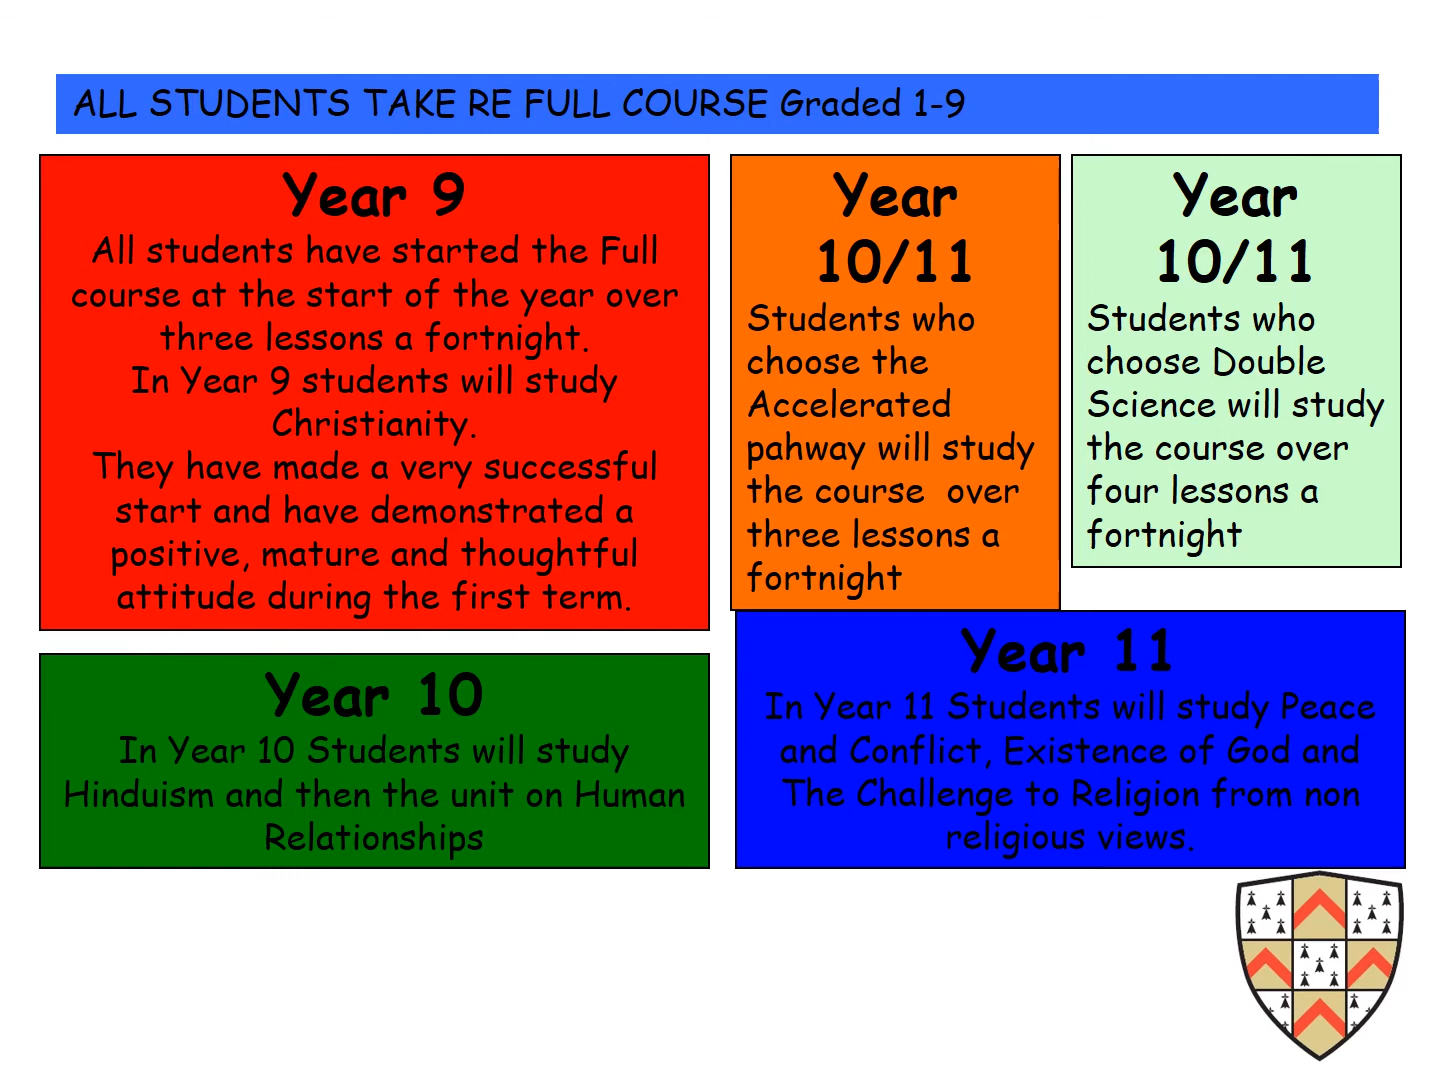 ALL STUDENTS TAKE RE FULL COURSE Graded 1-9
Year 9
All students have started the Full
course at the start of the year over
three lessons a fortnight.
In Year 9 students will study
Christianity.
They have made a very successful
start and have demonstrated a
positive, mature and thoughtful
attitude during the first term.
Year
10/11
Students who
choose the
Accelerated
pahway will study
the course over
three lessons a
fortnight
Year
10/11
Students who
choose Double
Science will study
the course over
four lessons a
fortnight
Year 10
In Year 10 Students will study
Hinduism and then the unit on Human
Relationships
Year 11
In Year 11 Students will study Peace
and Conflict, Existence of God and
The Challenge to Religion from non
religious views.